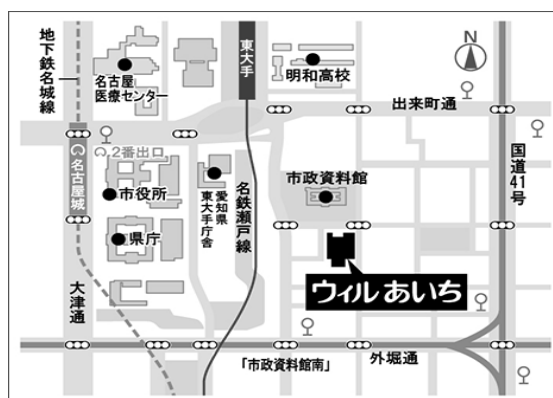 地下鉄名城線
名古屋
医療センター
東大手
明和高校
N
出来町通
2番出口
名古屋城
市役所
愛知県
東大手庁舎
名鉄瀬戸線
市政資料館
国道41号
県庁
ウィルあいち
大津通
「市政資料館南」
外堀通